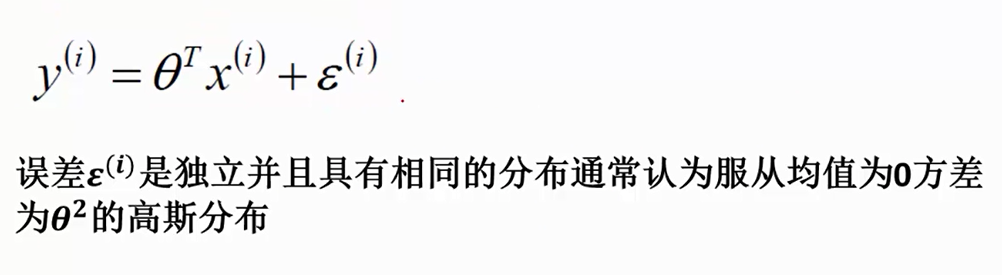 y⁽ⁱ⁾ = θᵀx⁽ⁱ⁾ + ε⁽ⁱ⁾
误差ε⁽ⁱ⁾是独立并且具有相同的分布通常认为服从均值为0方差
为θ²的高斯分布